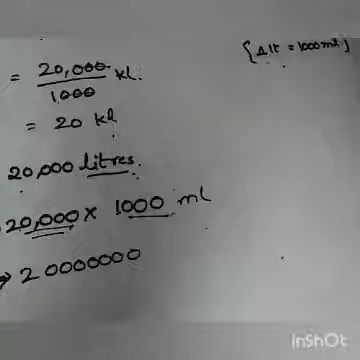 { 1 lt = 1000 ml }
= 20,000 / 1000 kl.
= 20 kl
20,000 litres.
20,000 × 1000 ml
→ 20000000
InShOt